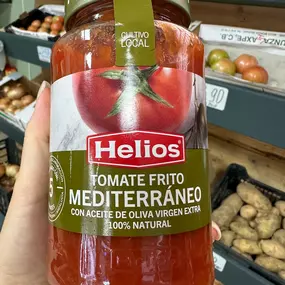 CULTIVO
LOCAL
Helios
TOMATE FRITO
MEDITERRÁNEO
CON ACEITE DE OLIVA VIRGEN EXTRA
100% NATURAL